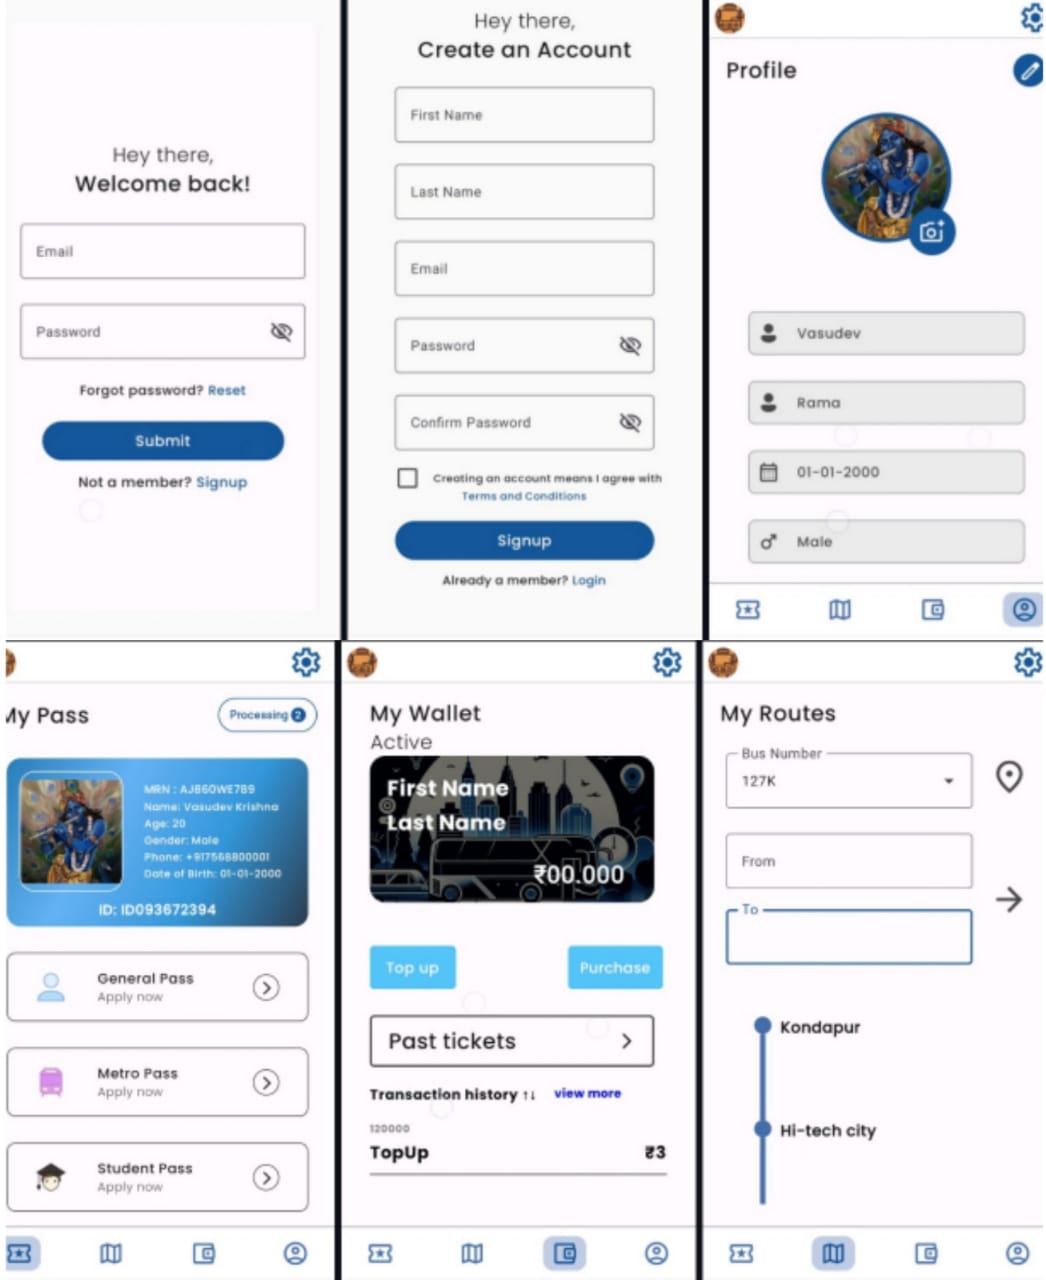 Hey there,
Welcome back!
Email
Password
Forgot password? Reset
Submit
Not a member? Signup
Hey there,
Create an Account
First Name
Last Name
Email
Password
Confirm Password
Creating an account means I agree with
Terms and Conditions
Signup
Already a member? Login
Profile
Vasudev
Rama
01-01-2000
Male
My Pass
Processing 2
MRN : AJB60WE789
Name: Vasudev Krishna
Age: 20
Gender: Male
Phone: +917568800001
Date of Birth: 01-01-2000
ID: ID093672394
General Pass
Apply now
Metro Pass
Apply now
Student Pass
Apply now
My Wallet
Active
First Name
Last Name
₹00.000
Top up
Purchase
Past tickets
Transaction history ↑↓ view more
120000
TopUp ₹3
My Routes
Bus Number
127K
From
To
Kondapur
Hi-tech city